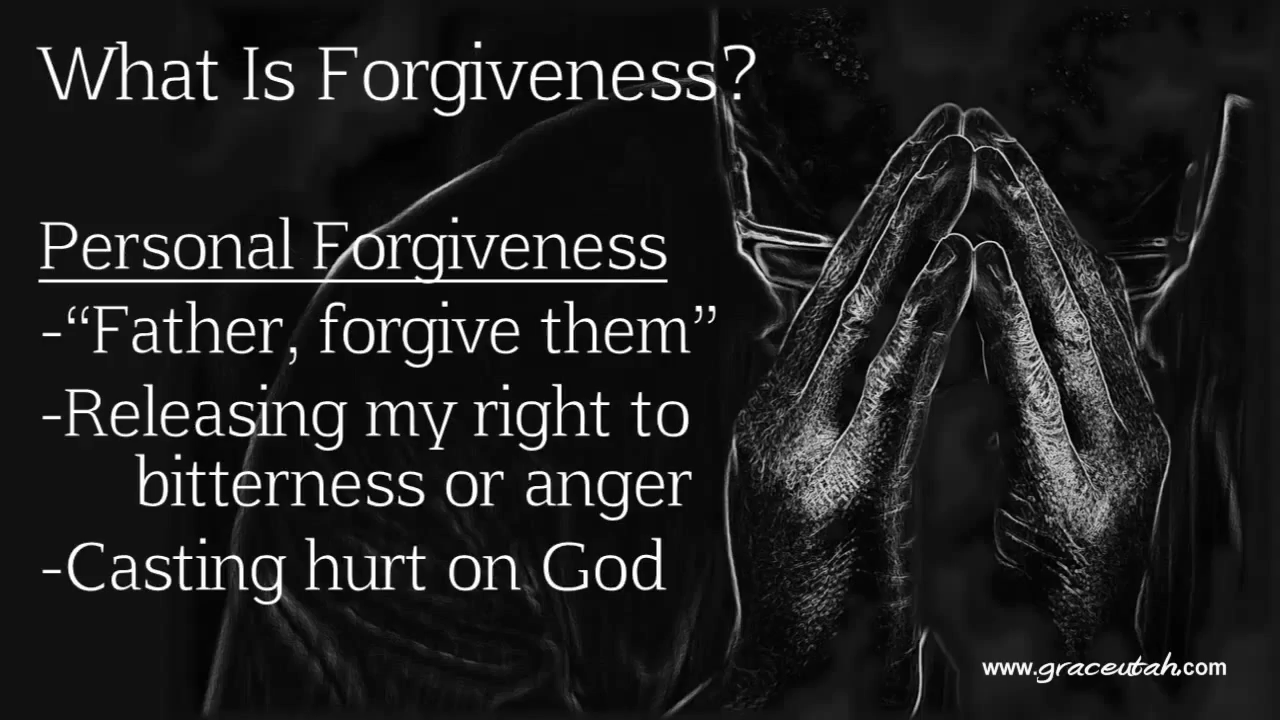 What Is Forgiveness?
Personal Forgiveness
-“Father, forgive them”
-Releasing my right to
bitterness or anger
-Casting hurt on God
www.graceutah.com